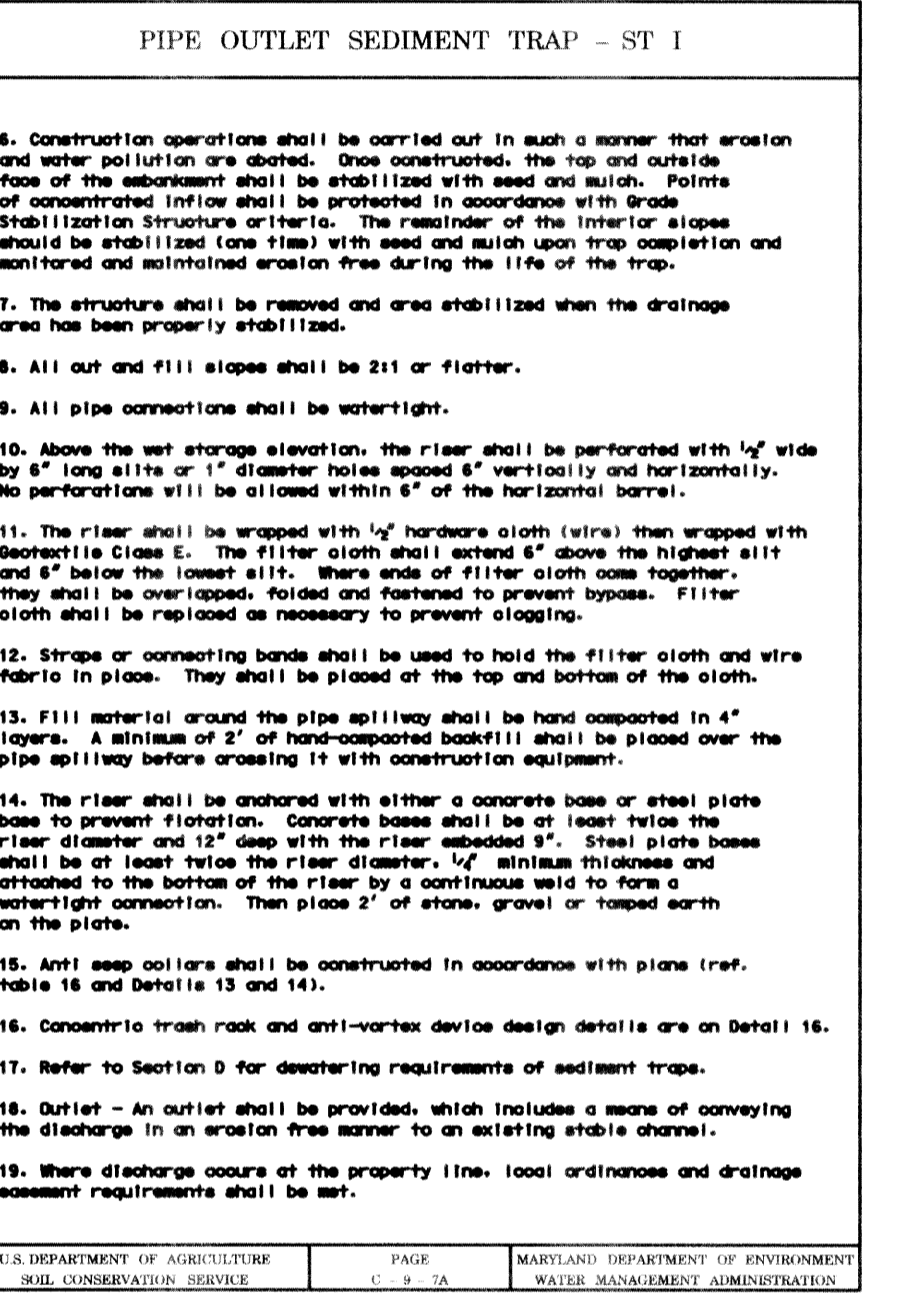 PIPE OUTLET SEDIMENT TRAP - ST I
6. Construction operations shall be carried out in such a manner that erosion
and water pollution are abated. Once constructed, the top and outside
face of the embankment shall be stabilized with seed and mulch. Points
of concentrated inflow shall be protected in accordance with Grade
Stabilization Structure criteria. The remainder of the interior slopes
should be stabilized (one time) with seed and mulch upon trap completion and
monitored and maintained erosion free during the life of the trap.
7. The structure shall be removed and area stabilized when the drainage
area has been properly stabilized.
8. All cut and fill slopes shall be 2:1 or flatter.
9. All pipe connections shall be watertight.
10. Above the wet storage elevation, the riser shall be perforated with 1/2" wide
by 6" long slits or 1" diameter holes spaced 6" vertically and horizontally.
No perforations will be allowed within 6" of the horizontal barrel.
11. The riser shall be wrapped with 1/2" hardware cloth (wire) then wrapped with
Geotextile Class E. The filter cloth shall extend 6" above the highest slit
and 6" below the lowest slit. Where ends of filter cloth come together,
they shall be overlapped, folded and fastened to prevent bypass. Filter
cloth shall be replaced as necessary to prevent clogging.
12. Straps or connecting bands shall be used to hold the filter cloth and wire
fabric in place. They shall be placed at the top and bottom of the cloth.
13. Fill material around the pipe spillway shall be hand compacted in 4"
layers. A minimum of 2' of hand-compacted backfill shall be placed over the
pipe spillway before crossing it with construction equipment.
14. The riser shall be anchored with either a concrete base or steel plate
base to prevent flotation. Concrete bases shall be at least twice the
riser diameter and 12" deep with the riser embedded 9". Steel plate bases
shall be at least twice the riser diameter, 1/4" minimum thickness and
attached to the bottom of the riser by a continuous weld to form a
watertight connection. Then place 2' of stone, gravel or tamped earth
on the plate.
15. Anti seep collars shall be constructed in accordance with plans (ref.
table 16 and Details 13 and 14).
16. Concentric trash rack and anti-vortex device design details are on Detail 16.
17. Refer to Section D for dewatering requirements of sediment traps.
18. Outlet - An outlet shall be provided, which includes a means of conveying
the discharge in an erosion free manner to an existing stable channel.
19. Where discharge occurs at the property line, local ordinances and drainage
easement requirements shall be met.
U.S. DEPARTMENT OF AGRICULTURE
SOIL CONSERVATION SERVICE
PAGE
C - 9 - 7A
MARYLAND DEPARTMENT OF ENVIRONMENT
WATER MANAGEMENT ADMINISTRATION